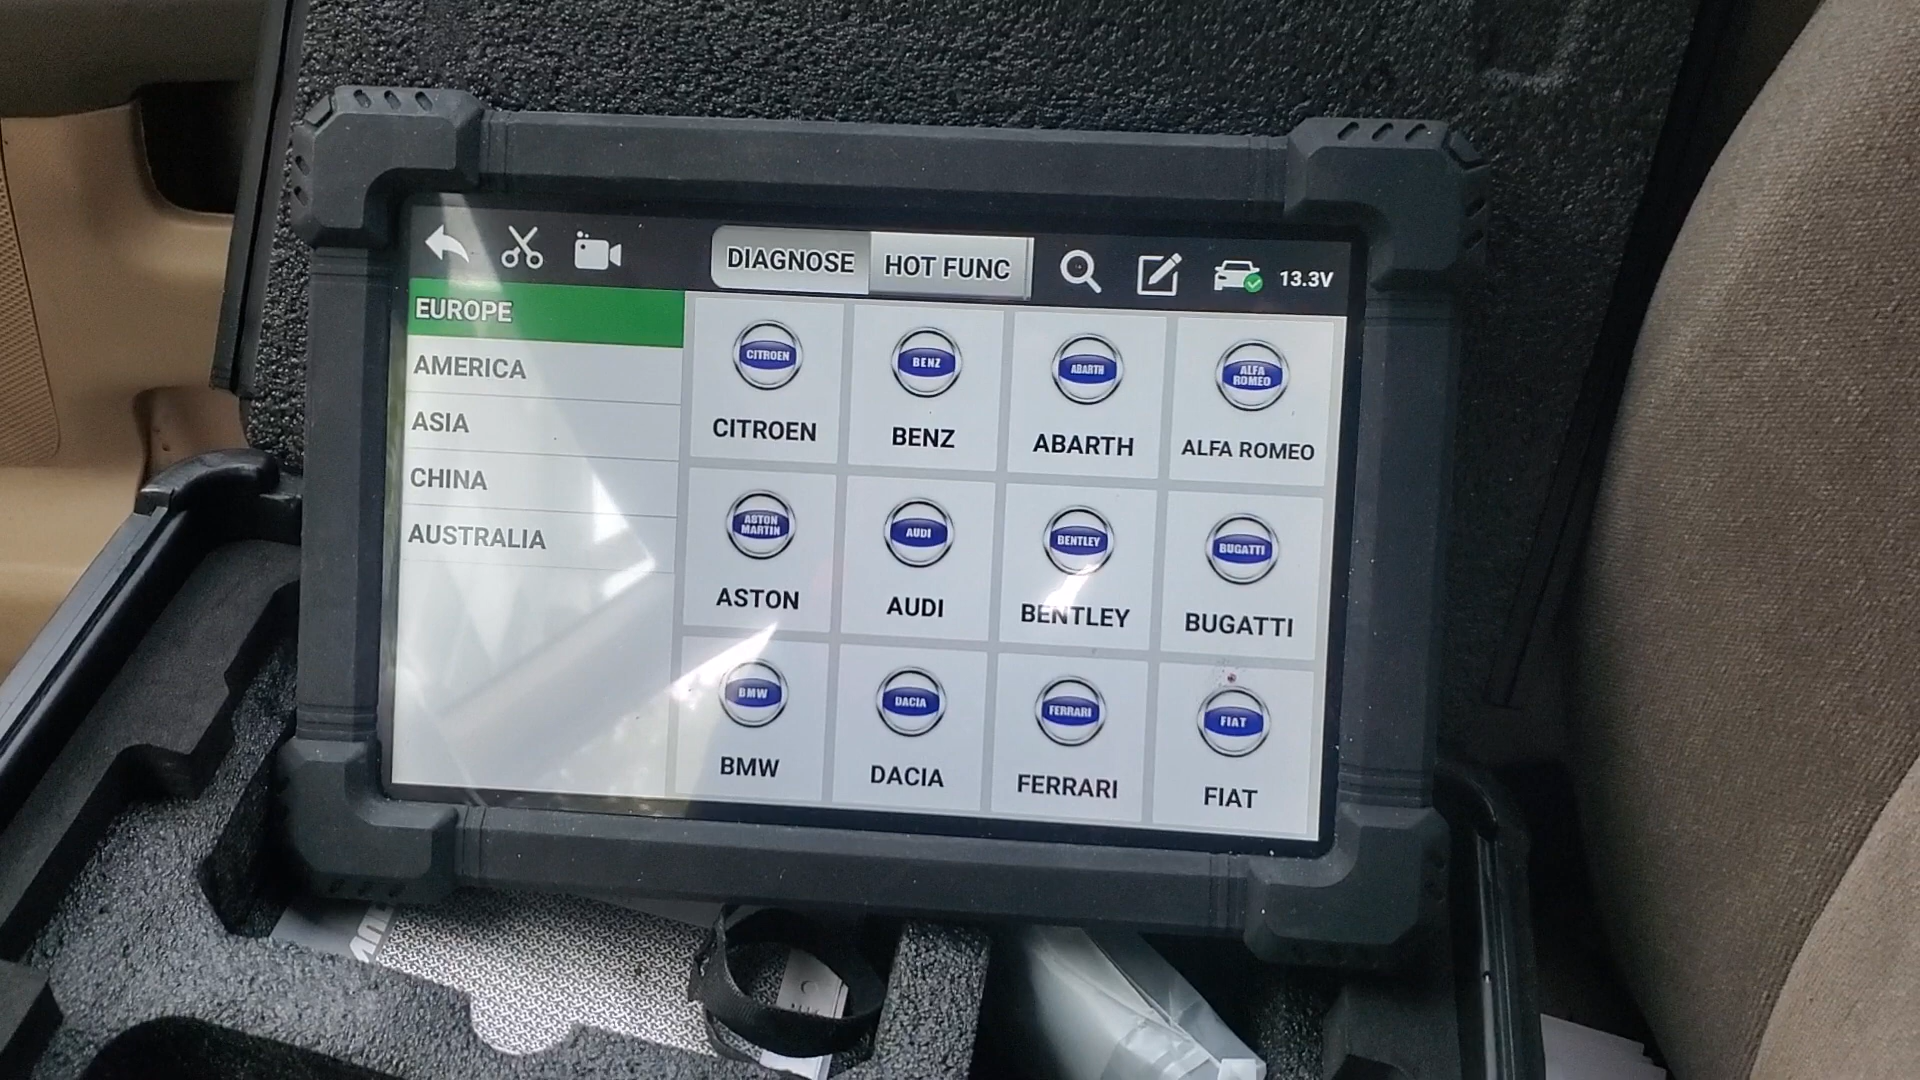 DIAGNOSE
HOT FUNC
13.3V
EUROPE
AMERICA
ASIA
CHINA
AUSTRALIA
CITROEN
BENZ
ABARTH
ALFA
ROMEO
CITROEN
BENZ
ABARTH
ALFA ROMEO
ASTON
MARTIN
AUDI
BENTLEY
BUGATTI
ASTON
AUDI
BENTLEY
BUGATTI
BMW
DACIA
FERRARI
FIAT
BMW
DACIA
FERRARI
FIAT